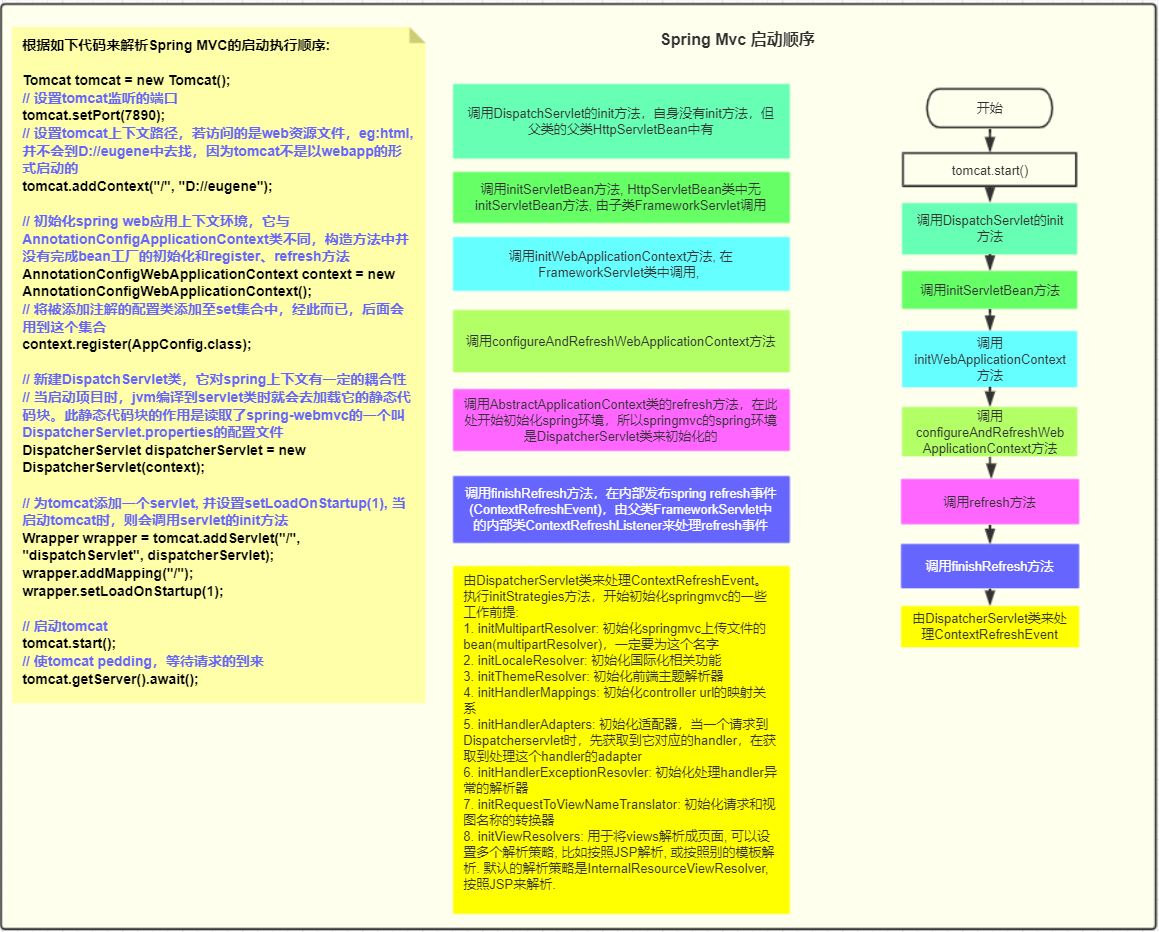 根据如下代码来解析Spring MVC的启动执行顺序:
Tomcat tomcat = new Tomcat();
// 设置tomcat监听的端口
tomcat.setPort(7890);
// 设置tomcat上下文路径，若访问的是web资源文件，eg:html,
并不会到D://eugene中去找，因为tomcat不是以webapp的形
式启动的
tomcat.addContext("/", "D://eugene");
// 初始化spring web应用上下文环境，它与
AnnotationConfigApplicationContext类不同，构造方法中并
没有完成bean工厂的初始化和register、refresh方法
AnnotationConfigWebApplicationContext context = new
AnnotationConfigWebApplicationContext();
// 将被添加注解的配置类添加至set集合中，经此而已，后面会
用到这个集合
context.register(AppConfig.class);
// 新建DispatchServlet类，它对spring上下文有一定的耦合性
// 当启动项目时，jvm编译到servlet类时就会去加载它的静态代
码块。此静态代码块的作用是读取了spring-webmvc的一个叫
DispatcherServlet.properties的配置文件
DispatcherServlet dispatcherServlet = new
DispatcherServlet(context);
// 为tomcat添加一个servlet, 并设置setLoadOnStartup(1), 当
启动tomcat时，则会调用servlet的init方法
Wrapper wrapper = tomcat.addServlet("/",
"dispatchServlet", dispatcherServlet);
wrapper.addMapping("/");
wrapper.setLoadOnStartup(1);
// 启动tomcat
tomcat.start();
// 使tomcat pedding，等待请求的到来
tomcat.getServer().await();
Spring Mvc 启动顺序
调用DispatchServlet的init方法，自身没有init方法，但
父类的父类HttpServletBean中有
调用initServletBean方法, HttpServletBean类中无
initServletBean方法, 由子类FrameworkServlet调用
调用initWebApplicationContext方法, 在
FrameworkServlet类中调用,
调用configureAndRefreshWebApplicationContext方法
调用AbstractApplicationContext类的refresh方法，在此
处开始初始化spring环境，所以springmvc的spring环境
是DispatcherServlet类来初始化的
调用finishRefresh方法，在内部发布spring refresh事件
(ContextRefreshEvent)，由父类FrameworkServlet中
的内部类ContextRefreshListener来处理refresh事件
由DispatcherServlet类来处理ContextRefreshEvent。
执行initStrategies方法，开始初始化springmvc的一些
工作前提:
1. initMultipartResolver: 初始化springmvc上传文件的
bean(multipartResolver)，一定要为这个名字
2. initLocaleResolver: 初始化国际化相关功能
3. initThemeResolver: 初始化前端主题解析器
4. initHandlerMappings: 初始化controller url的映射关
系
5. initHandlerAdapters: 初始化适配器，当一个请求到
Dispatcherservlet时，先获取到它对应的handler，在获
取到处理这个handler的adapter
6. initHandlerExceptionResovler: 初始化处理handler异
常的解析器
7. initRequestToViewNameTranslator: 初始化请求和视
图名称的转换器
8. initViewResolvers: 用于将views解析成页面, 可以设
置多个解析策略, 比如按照JSP解析, 或按照别的模板解
析. 默认的解析策略是InternalResourceViewResolver,
按照JSP来解析.
开始
tomcat.start()
调用DispatchServlet的init
方法
调用initServletBean方法
调用
initWebApplicationContext
方法
调用
configureAndRefreshWeb
ApplicationContext方法
调用refresh方法
调用finishRefresh方法
由DispatcherServlet类来处
理ContextRefreshEvent